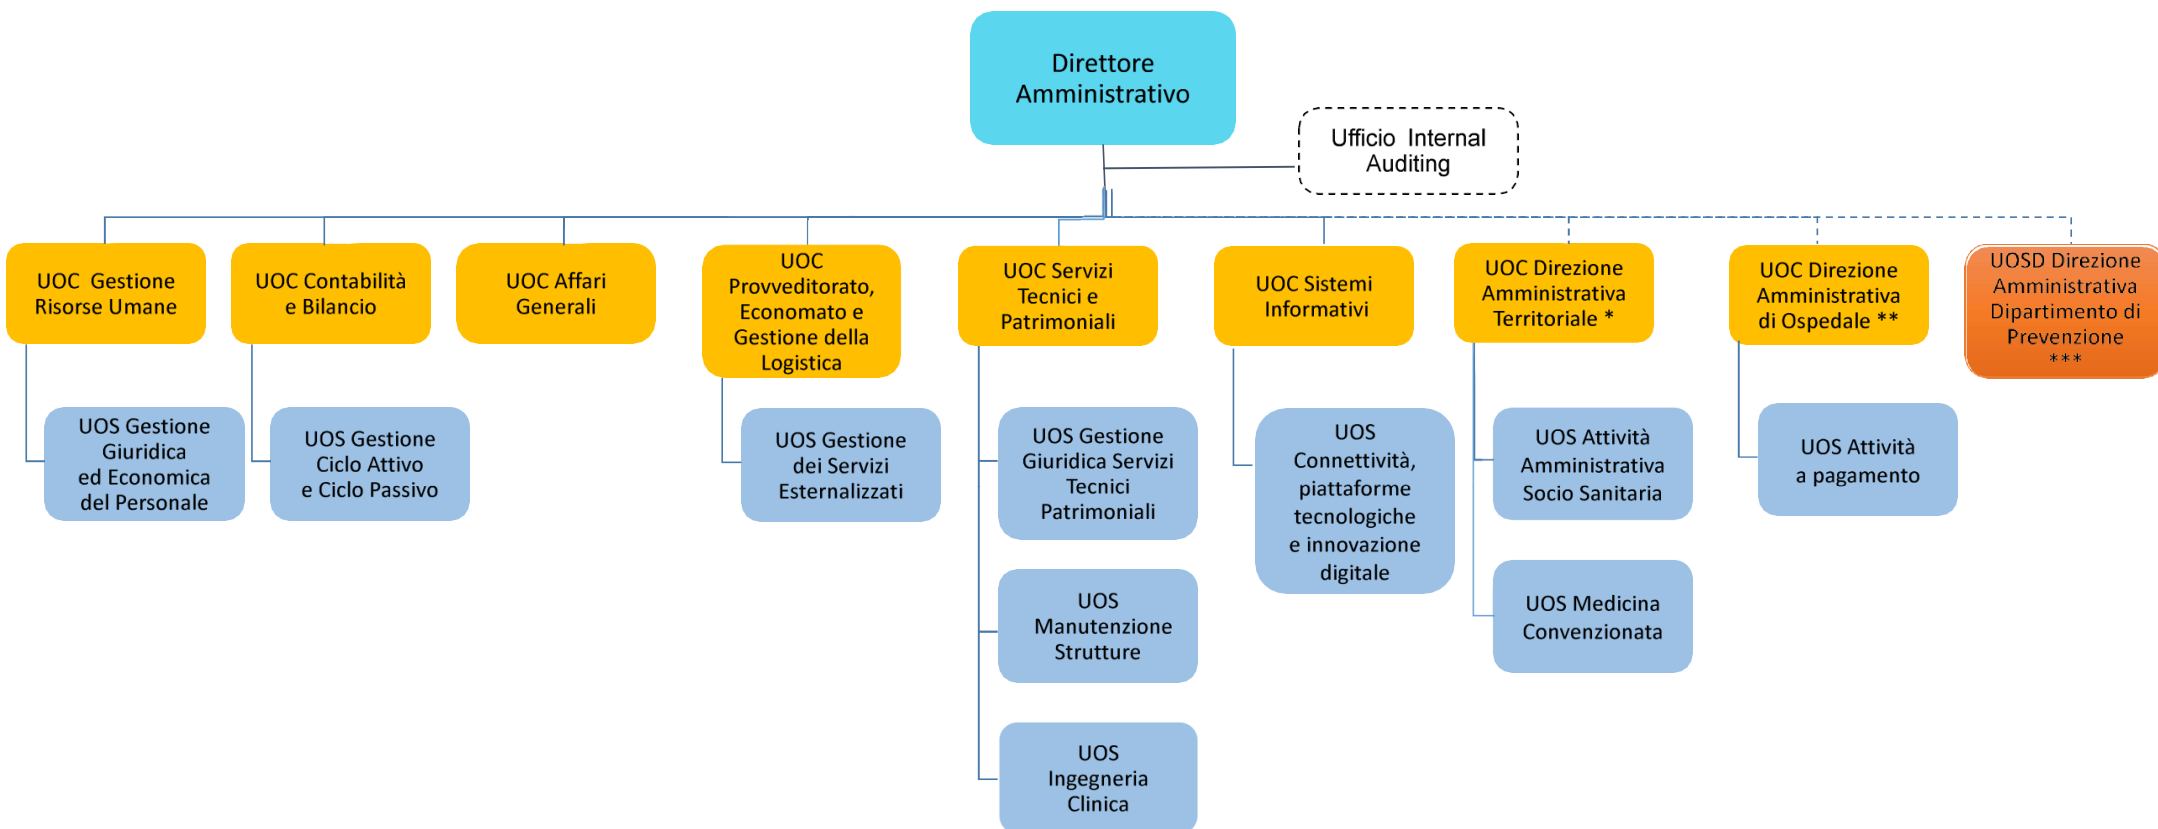 Direttore
Amministrativo
Ufficio Internal
Auditing
UOC Gestione
Risorse Umane
UOC Contabilità
e Bilancio
UOC Affari
Generali
UOC
Provveditorato,
Economato e
Gestione della
Logistica
UOC Servizi
Tecnici e
Patrimoniali
UOC Sistemi
Informativi
UOC Direzione
Amministrativa
Territoriale *
UOC Direzione
Amministrativa
di Ospedale **
UOSD Direzione
Amministrativa
Dipartimento di
Prevenzione
***
UOS Gestione
Giuridica
ed Economica
del Personale
UOS Gestione
Ciclo Attivo
e Ciclo Passivo
UOS Gestione
dei Servizi
Esternalizzati
UOS Gestione
Giuridica Servizi
Tecnici
Patrimoniali
UOS
Connettività,
piattaforme
tecnologiche
e innovazione
digitale
UOS Attività
Amministrativa
Socio Sanitaria
UOS Attività
a pagamento
UOS
Manutenzione
Strutture
UOS Medicina
Convenzionata
UOS
Ingegneria
Clinica